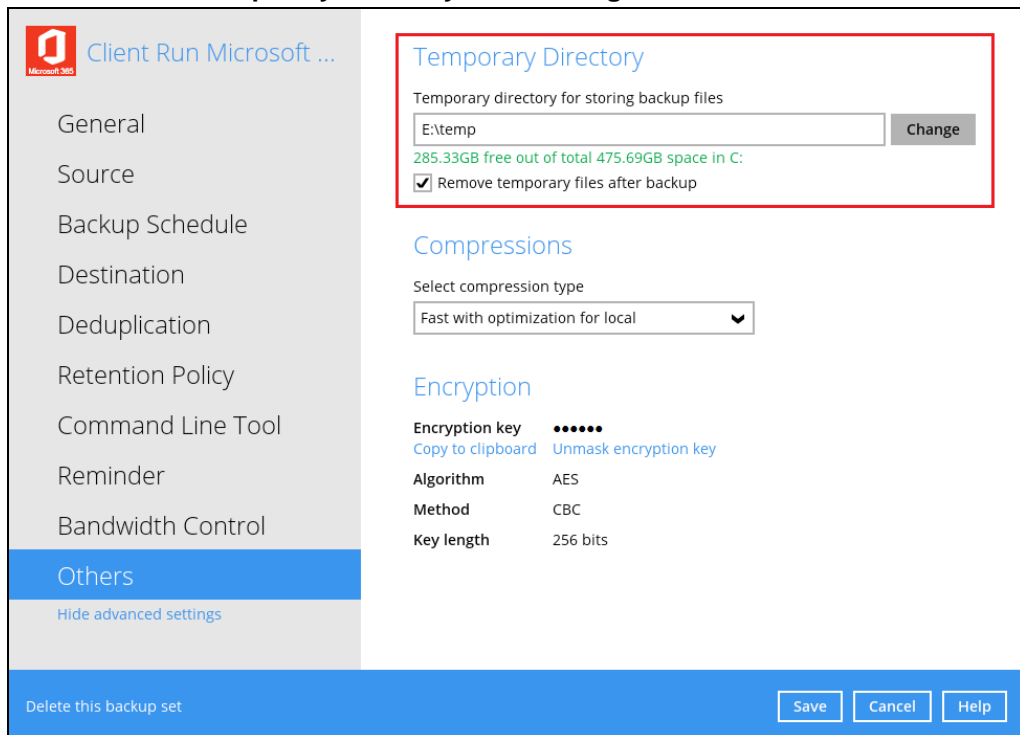 Microsoft 365
Client Run Microsoft ...
General
Source
Backup Schedule
Destination
Deduplication
Retention Policy
Command Line Tool
Reminder
Bandwidth Control
Others
Hide advanced settings
Temporary Directory
Temporary directory for storing backup files
E:\temp
Change
285.33GB free out of total 475.69GB space in C:
Remove temporary files after backup
Compressions
Select compression type
Fast with optimization for local
Encryption
Encryption key ●●●●●●
Copy to clipboard Unmask encryption key
Algorithm AES
Method CBC
Key length 256 bits
Delete this backup set
Save Cancel Help